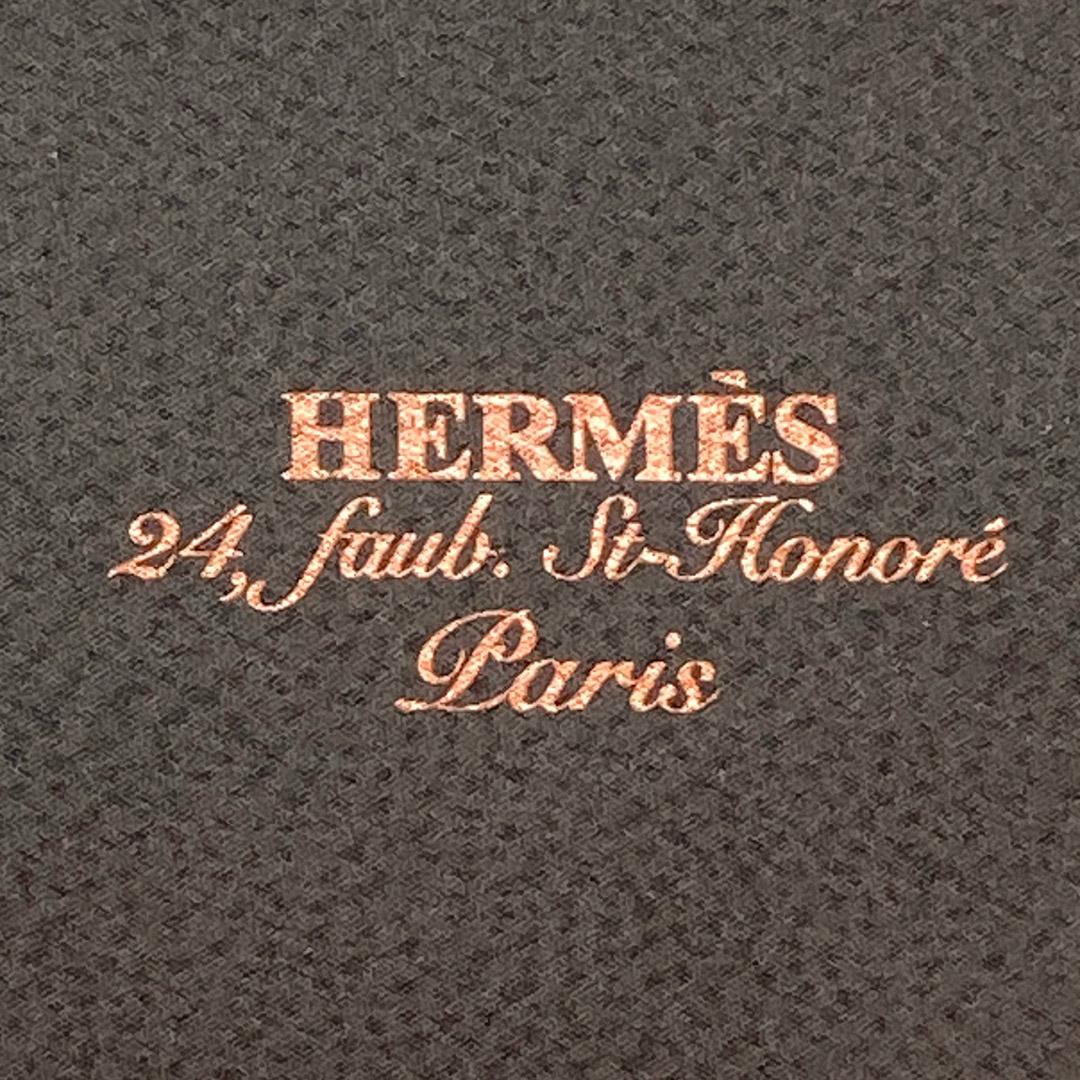 HERMÈS
24, faub. St-Honoré
Paris